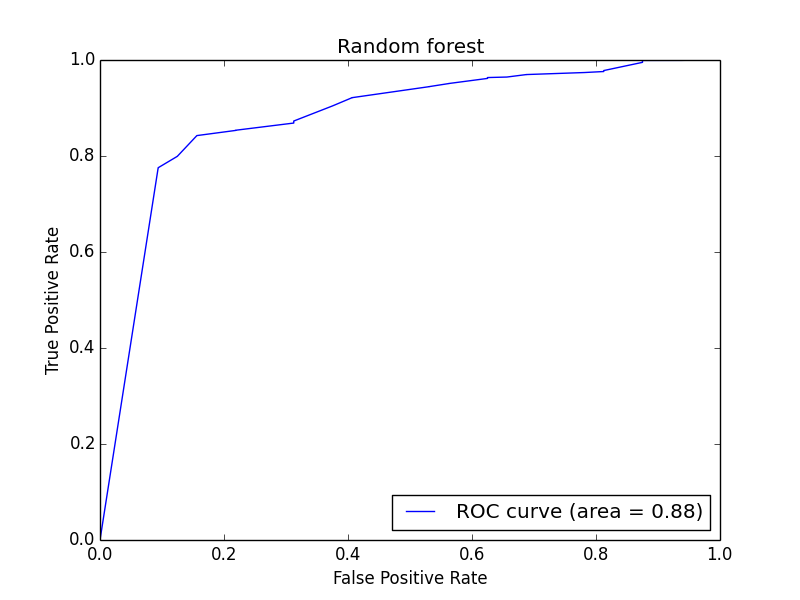 Random forest
1.0
0.8
0.6
0.4
0.2
0.0
True Positive Rate
ROC curve (area = 0.88)
0.0 0.2 0.4 0.6 0.8 1.0
False Positive Rate